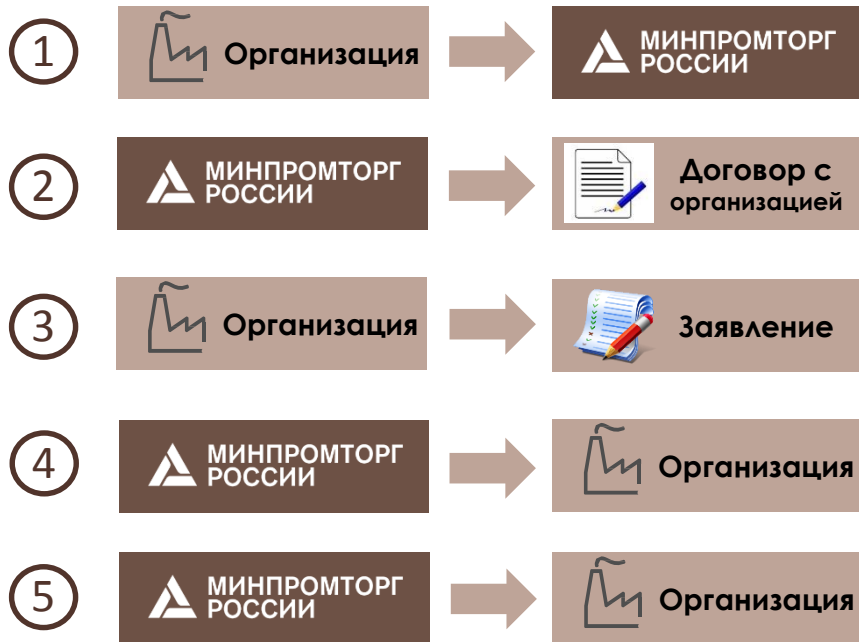 1
Организация
МИНПРОМТОРГ
РОССИИ
2
МИНПРОМТОРГ
РОССИИ
Договор с
организацией
3
Организация
Заявление
4
МИНПРОМТОРГ
РОССИИ
Организация
5
МИНПРОМТОРГ
РОССИИ
Организация